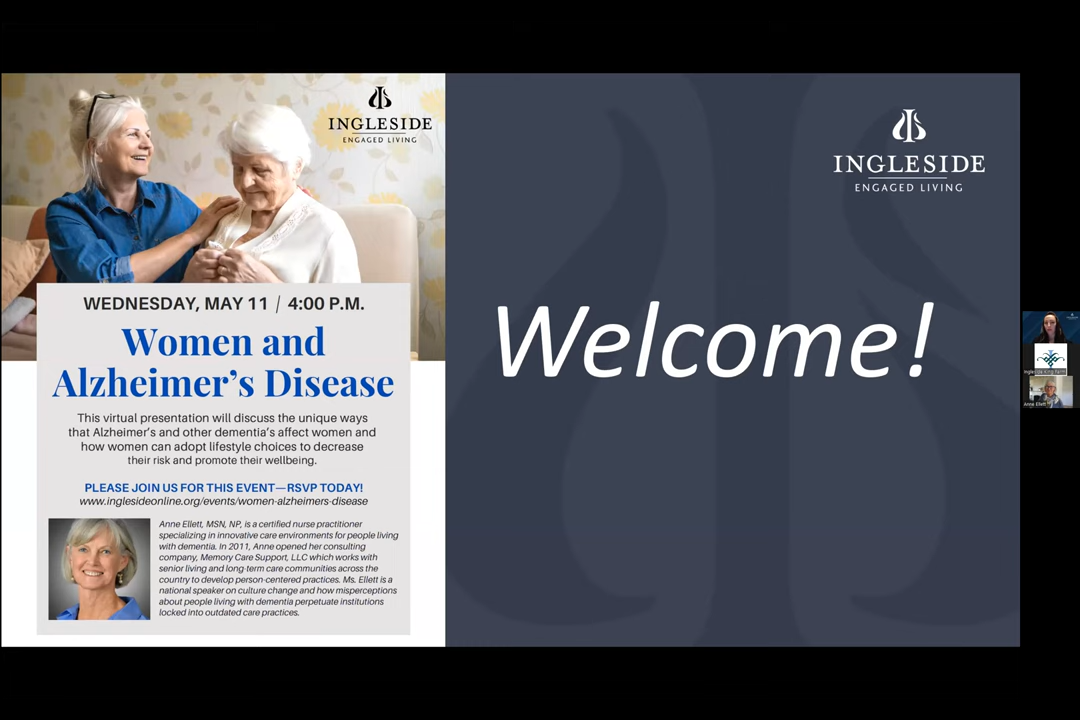 INGLESIDE
ENGAGED LIVING
WEDNESDAY, MAY 11 / 4:00 P.M.
Women and
Alzheimer's Disease
This virtual presentation will discuss the unique ways
that Alzheimer's and other dementia's affect women and
how women can adopt lifestyle choices to decrease
their risk and promote their wellbeing.
PLEASE JOIN US FOR THIS EVENT—RSVP TODAY!
www.inglesideonline.org/events/women-alzheimers-disease
Anne Ellett, MSN, NP, is a certified nurse practitioner
specializing in innovative care environments for people living
with dementia. In 2011, Anne opened her consulting
company, Memory Care Support, LLC which works with
senior living and long-term care communities across the
country to develop person-centered practices. Ms. Ellett is a
national speaker on culture change and how misperceptions
about people living with dementia perpetuate institutions
locked into outdated care practices.
INGLESIDE
ENGAGED LIVING
Welcome!
Ingleside King Farm
Anne Ellett